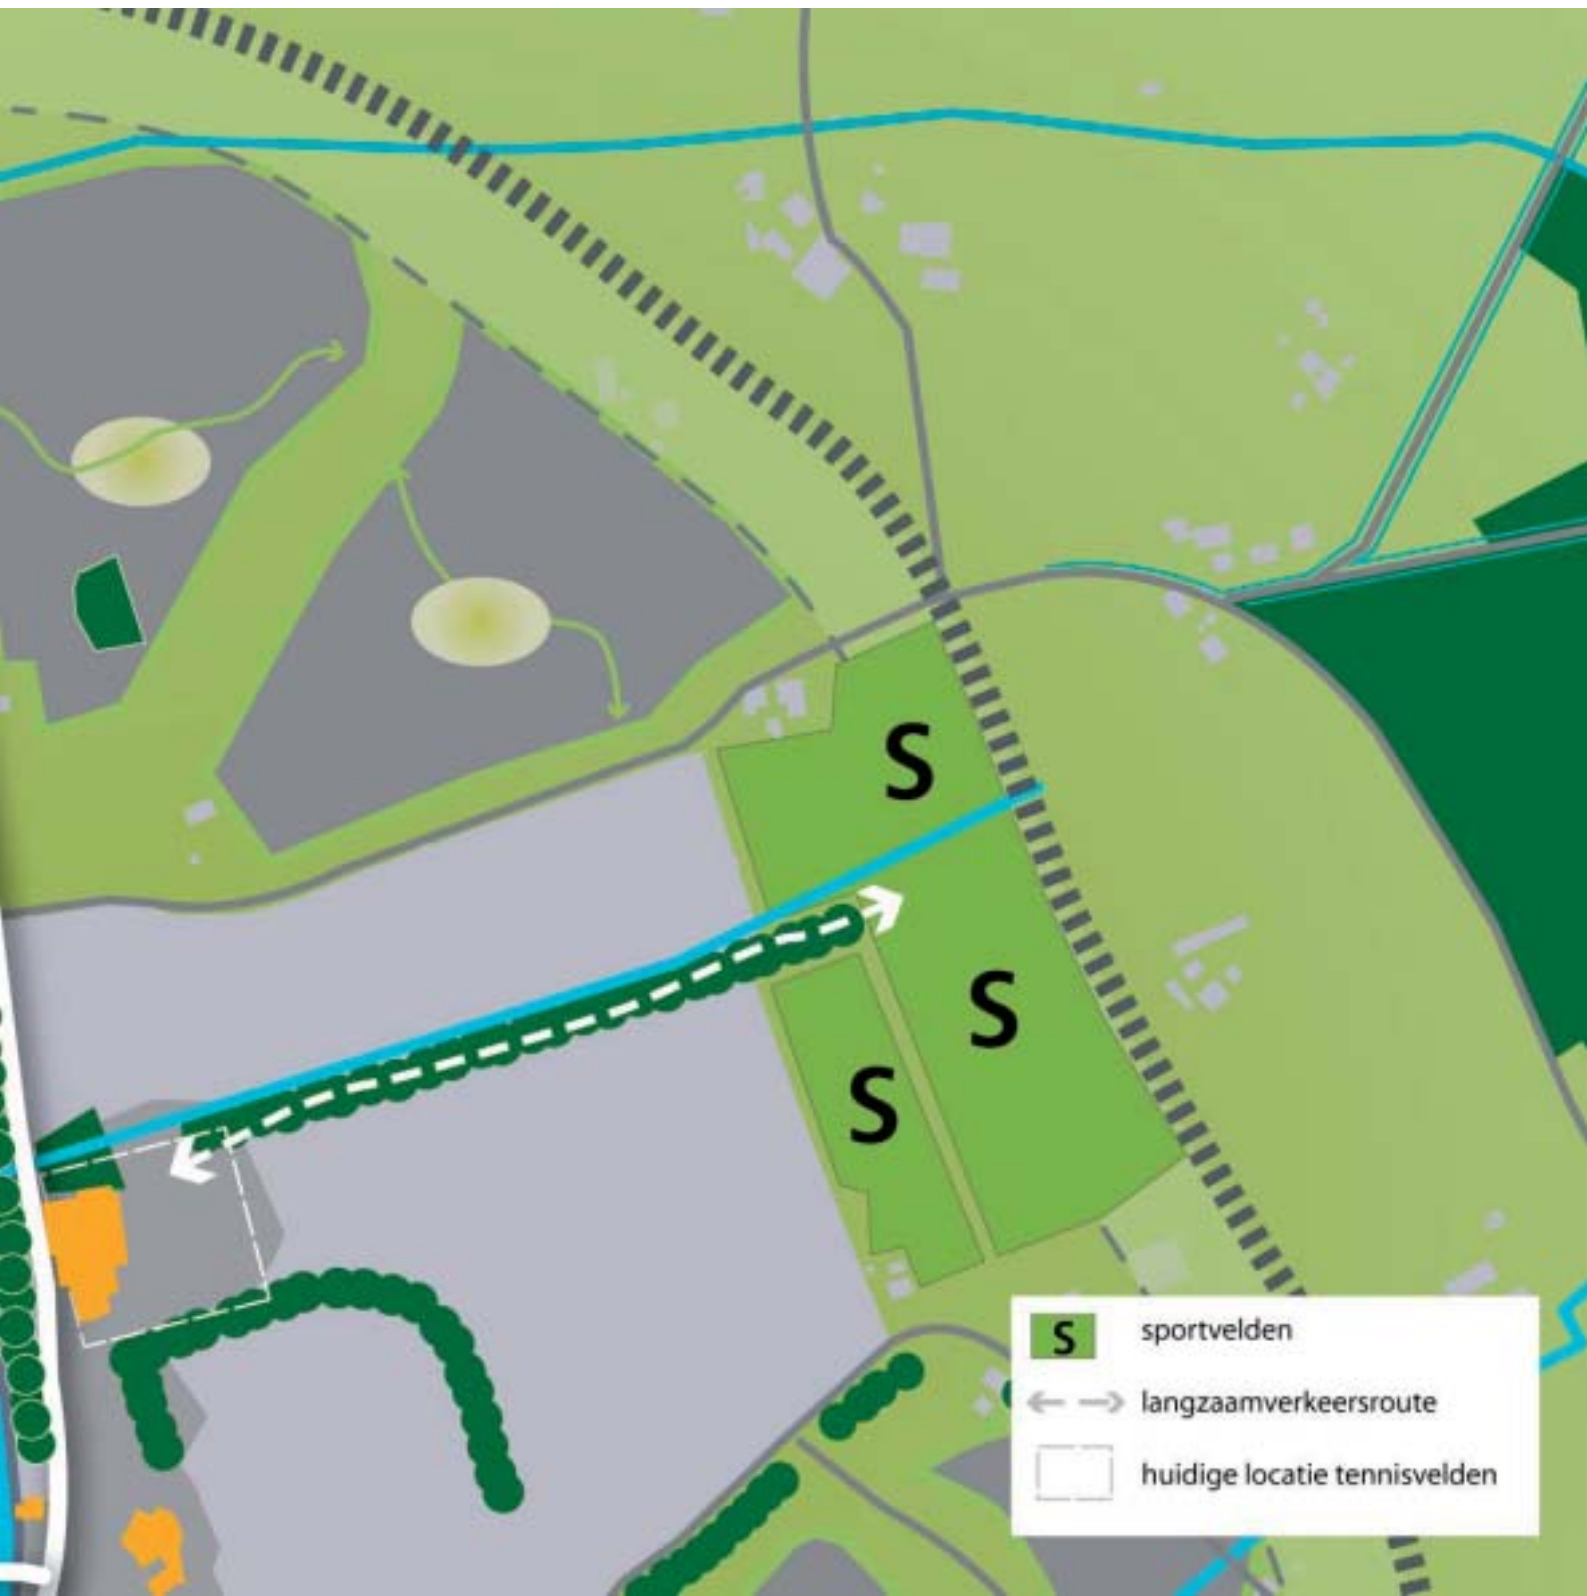 S
S
S
S sportvelden
langzaamverkeersroute
huidige locatie tennisvelden